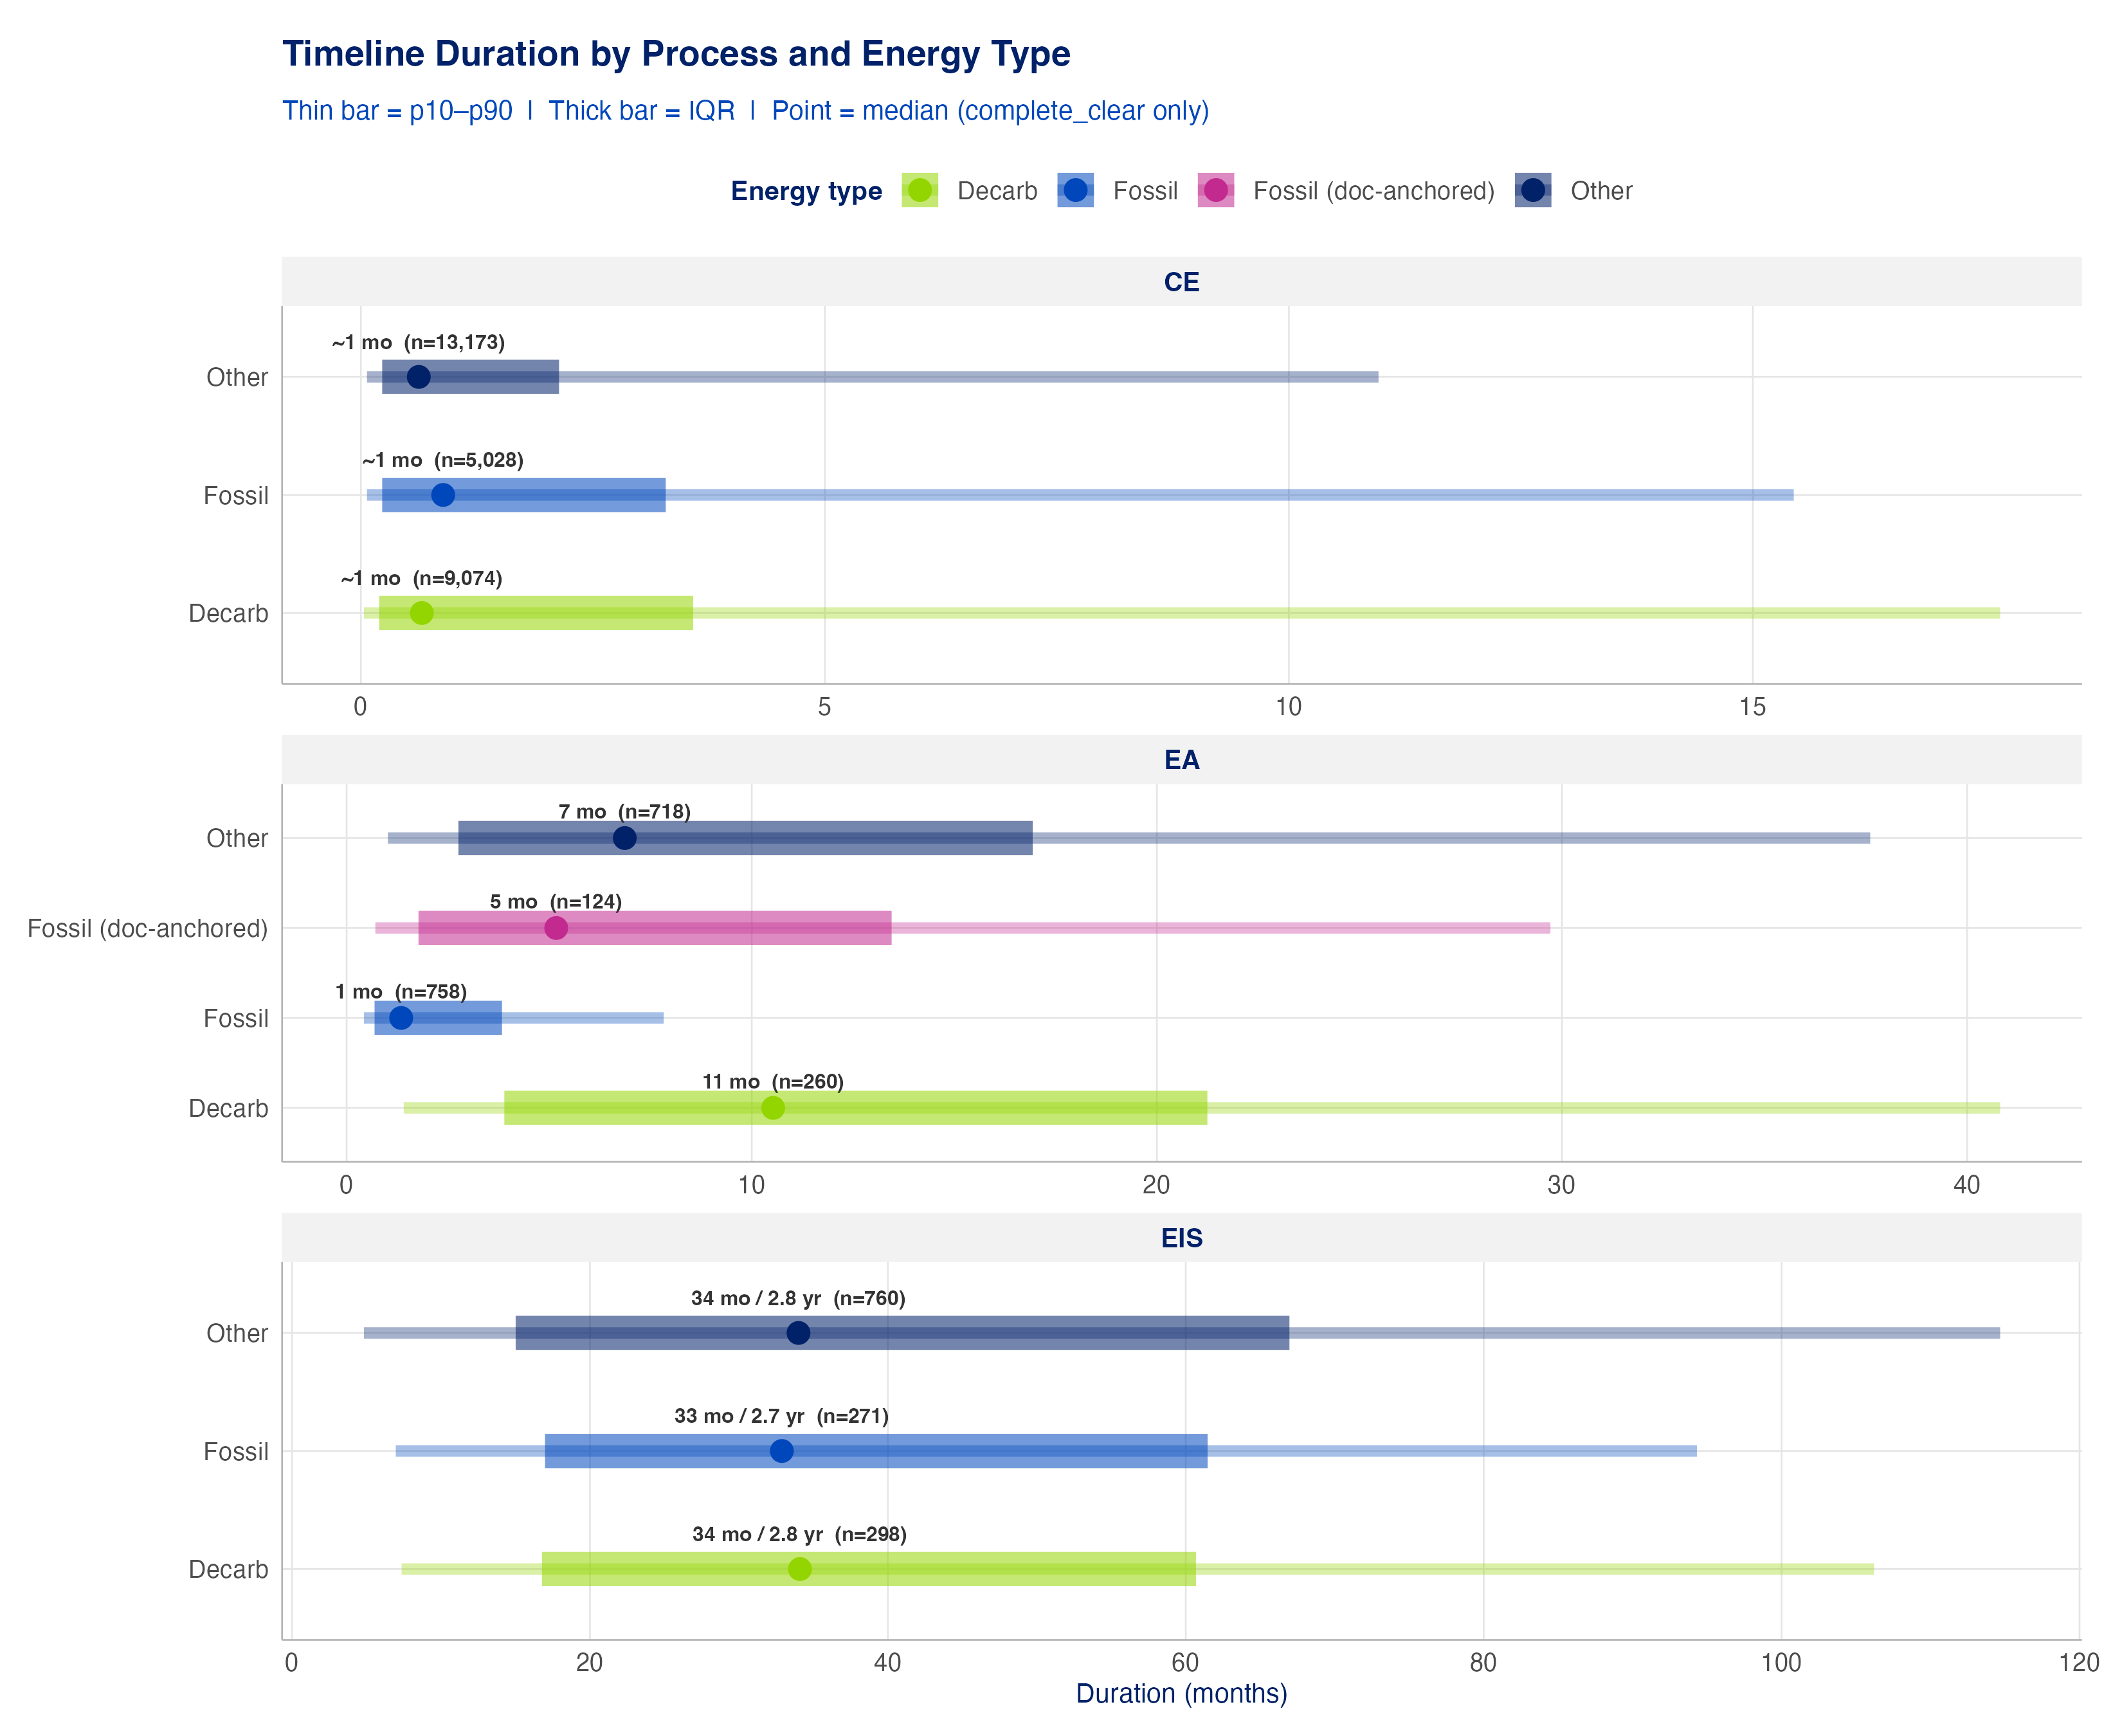 Timeline Duration by Process and Energy Type
Thin bar = p10–p90 | Thick bar = IQR | Point = median (complete_clear only)
Energy type Decarb Fossil Fossil (doc-anchored) Other
CE
~1 mo (n=13,173)
Other
~1 mo (n=5,028)
Fossil
~1 mo (n=9,074)
Decarb
0 5 10 15
EA
7 mo (n=718)
Other
5 mo (n=124)
Fossil (doc-anchored)
1 mo (n=758)
Fossil
11 mo (n=260)
Decarb
0 10 20 30 40
EIS
34 mo / 2.8 yr (n=760)
Other
33 mo / 2.7 yr (n=271)
Fossil
34 mo / 2.8 yr (n=298)
Decarb
0 20 40 60 80 100 120
Duration (months)